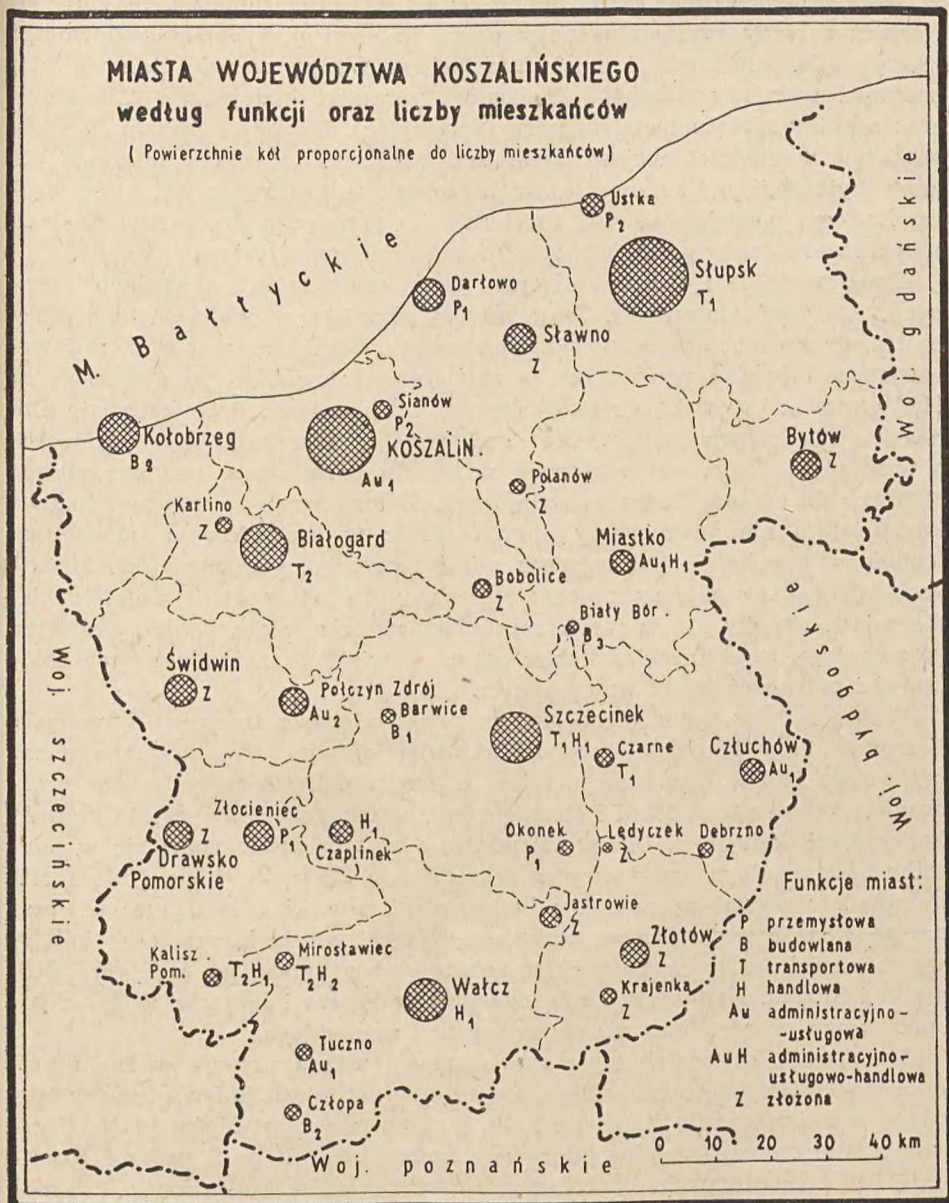 MIASTA WOJEWÓDZTWA KOSZALIŃSKIEGO
według funkcji oraz liczby mieszkańców
( Powierzchnie kół proporcjonalne do liczby mieszkańców)
Ustka
P₂
Słupsk
T₁
Woj. gdańskie
M. Bałtyckie
Darłowo
P₁
Sławno
Z
Sianów
P₂
KOSZALIN.
Au₁
Kołobrzeg
B₂
Bytów
Z
Polanów
Z
Karlino
Z
Białogard
T₂
Miastko
Au₁H₁
Bobolice
Z
Biały Bór.
B₃
Woj. bydgoskie
Woj. szczecińskie
Świdwin
Z
Połczyn Zdrój
Au₂
Barwice
B₁
Szczecinek
T₁H₁
Czarne
T₁
Człuchów
Au₁
Złocieniec
P₁
H₁
Czaplinek
Z
Drawsko
Pomorskie
Okonek
P₁
Lędyczek
Z
Debrzno
Z
Jastrowie
Z
Złotów
Z
Krajenka
Z
Kalisz.
Pom.
T₂H₁
Mirosławiec
T₂H₂
Wałcz
H₁
Tuczno
Au₁
Człopa
B₂
Funkcje miast:
P przemysłowa
B budowlana
T transportowa
H handlowa
Au administracyjno-
-usługowa
AuH administracyjno-
usługowo-handlowa
Z złożona
0 10 20 30 40 km
Woj. poznańskie